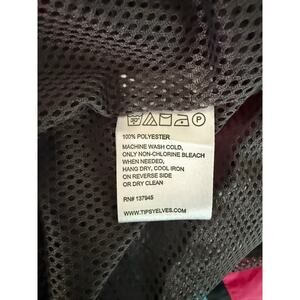 100% POLYESTER
MACHINE WASH COLD,
ONLY NON-CHLORINE BLEACH
WHEN NEEDED,
HANG DRY, COOL IRON
ON REVERSE SIDE
OR DRY CLEAN
RN# 137945
WWW.TIPSYELVES.COM